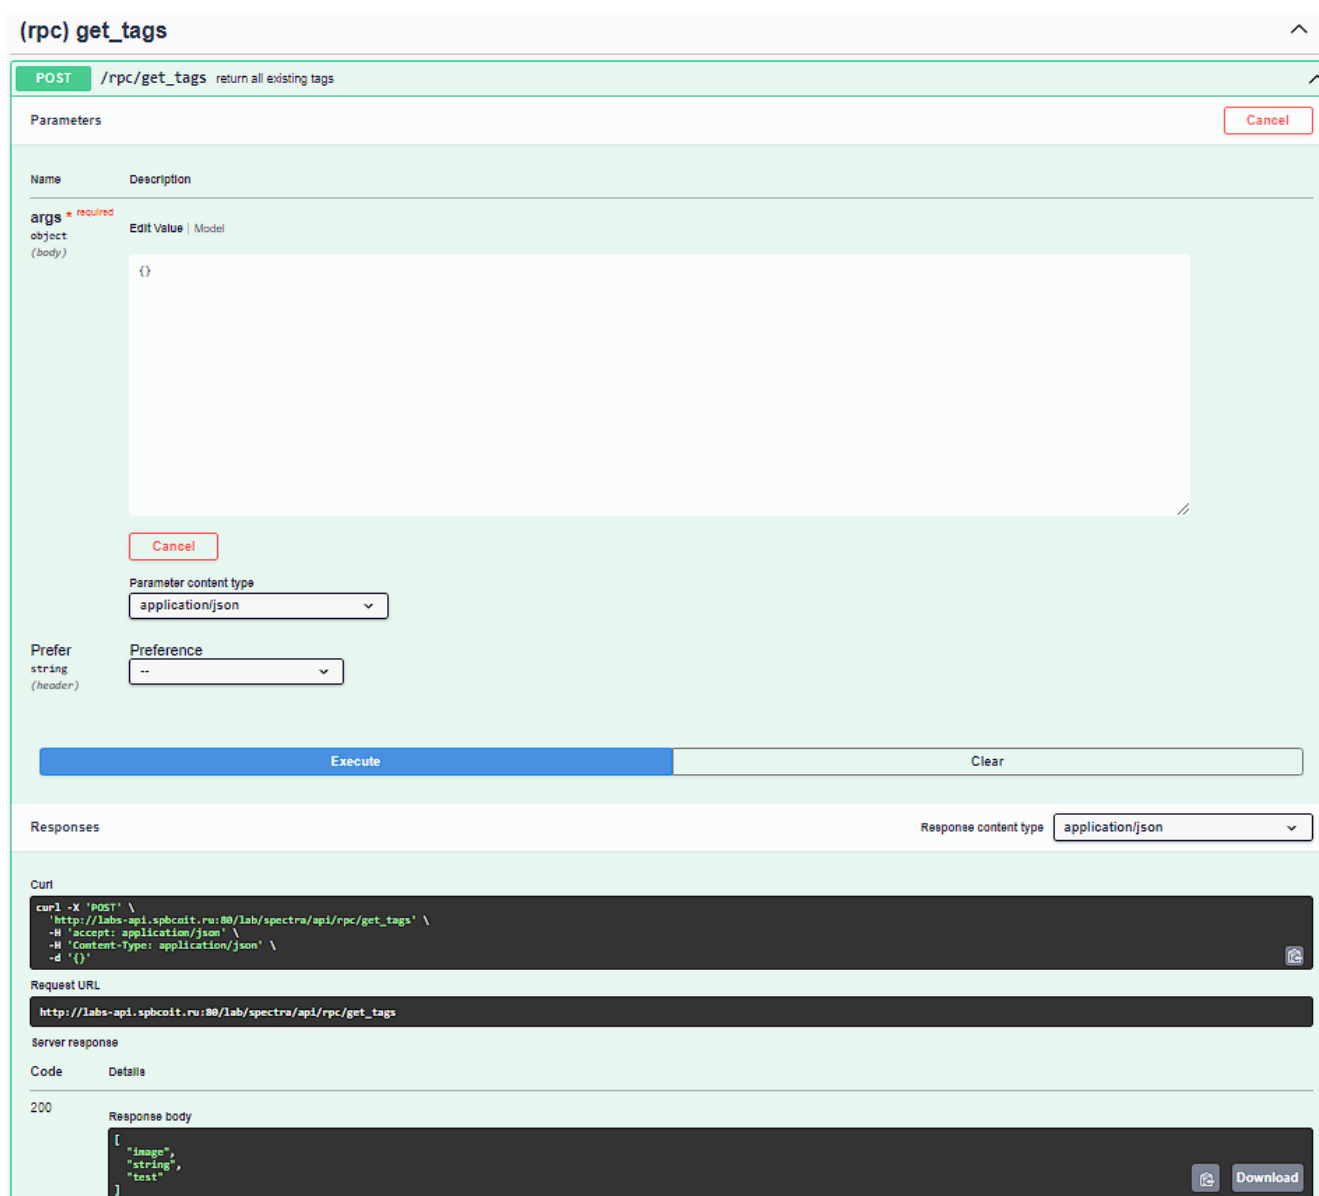 (rpc) get_tags
POST /rpc/get_tags return all existing tags
Parameters
Cancel
Name Description
args * required
object
(body)
Edit Value | Model
{}
Cancel
Parameter content type
application/json
Prefer
string
(header)
Preference
--
Execute Clear
Responses
Response content type application/json
Curl
curl -X 'POST' \
'http://labs-api.spbcoit.ru:80/lab/spectra/api/rpc/get_tags' \
-H 'accept: application/json' \
-H 'Content-Type: application/json' \
-d '{}'
Request URL
http://labs-api.spbcoit.ru:80/lab/spectra/api/rpc/get_tags
Server response
Code Details
200
Response body
[
"image",
"string",
"test"
]
Download